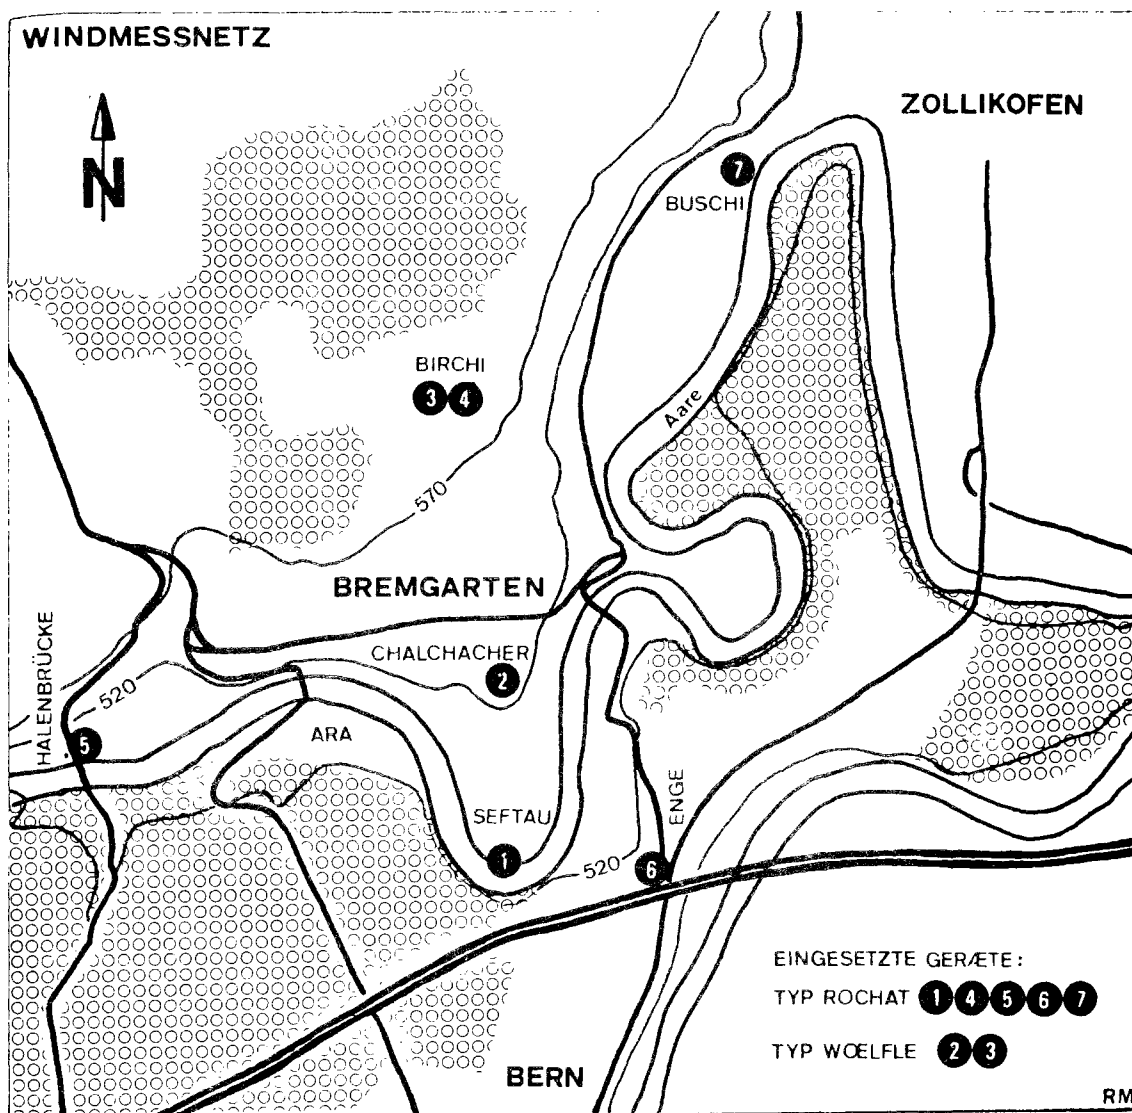 WINDMESSNETZ
ZOLLIKOFEN
N
7
BUSCHI
BIRCHI
3 4
Aare
570
BREMGARTEN
CHALCHACHER
2
HALENBRÜCKE
520
5
ARA
ENGE
SEFTAU
1
520
6
EINGESETZTE GERÆTE:
TYP ROCHAT 1 4 5 6 7
TYP WŒLFLE 2 3
BERN
RM